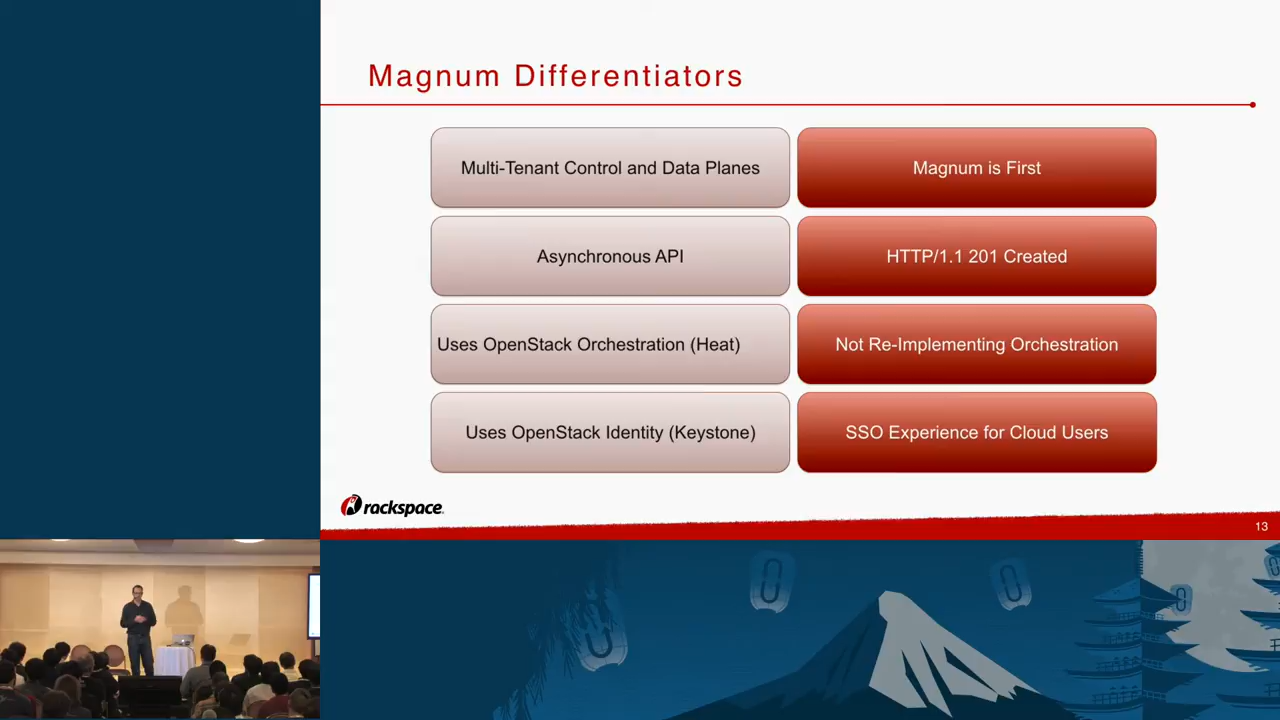 Magnum Differentiators
Multi-Tenant Control and Data Planes
Magnum is First
Asynchronous API
HTTP/1.1 201 Created
Uses OpenStack Orchestration (Heat)
Not Re-Implementing Orchestration
Uses OpenStack Identity (Keystone)
SSO Experience for Cloud Users
rackspace
13